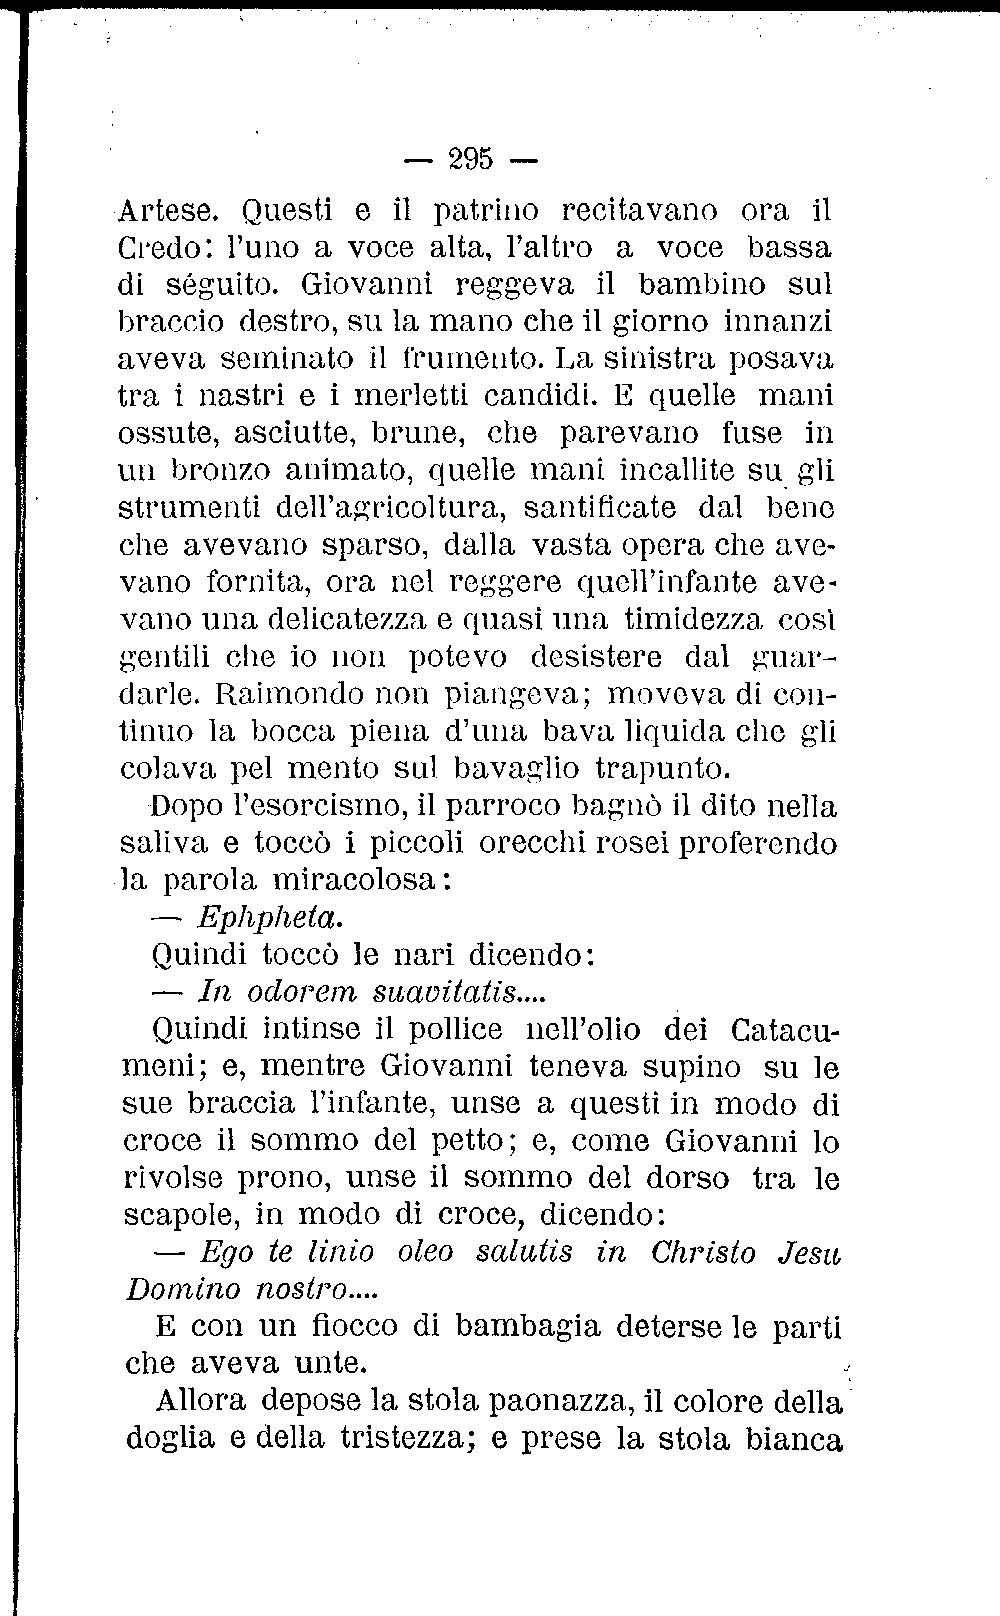 — 295 —
Artese. Questi e il patrino recitavano ora il
Credo: l'uno a voce alta, l'altro a voce bassa
di séguito. Giovanni reggeva il bambino sul
braccio destro, su la mano che il giorno innanzi
aveva seminato il frumento. La sinistra posava
tra i nastri e i merletti candidi. E quelle mani
ossute, asciutte, brune, che parevano fuse in
un bronzo animato, quelle mani incallite su gli
strumenti dell'agricoltura, santificate dal bene
che avevano sparso, dalla vasta opera che ave-
vano fornita, ora nel reggere quell'infante ave-
vano una delicatezza e quasi una timidezza così
gentili che io non potevo desistere dal guar-
darle. Raimondo non piangeva; moveva di con-
tinuo la bocca piena d'una bava liquida che gli
colava pel mento sul bavaglio trapunto.
Dopo l'esorcismo, il parroco bagnò il dito nella
saliva e toccò i piccoli orecchi rosei proferendo
la parola miracolosa:
— Ephpheta.
Quindi toccò le nari dicendo:
— In odorem suavitatis....
Quindi intinse il pollice nell'olio dei Catacu-
meni; e, mentre Giovanni teneva supino su le
sue braccia l'infante, unse a questi in modo di
croce il sommo del petto; e, come Giovanni lo
rivolse prono, unse il sommo del dorso tra le
scapole, in modo di croce, dicendo:
— Ego te linio oleo salutis in Christo Jesu
Domino nostro....
E con un fiocco di bambagia deterse le parti
che aveva unte.
Allora depose la stola paonazza, il colore della
doglia e della tristezza; e prese la stola bianca